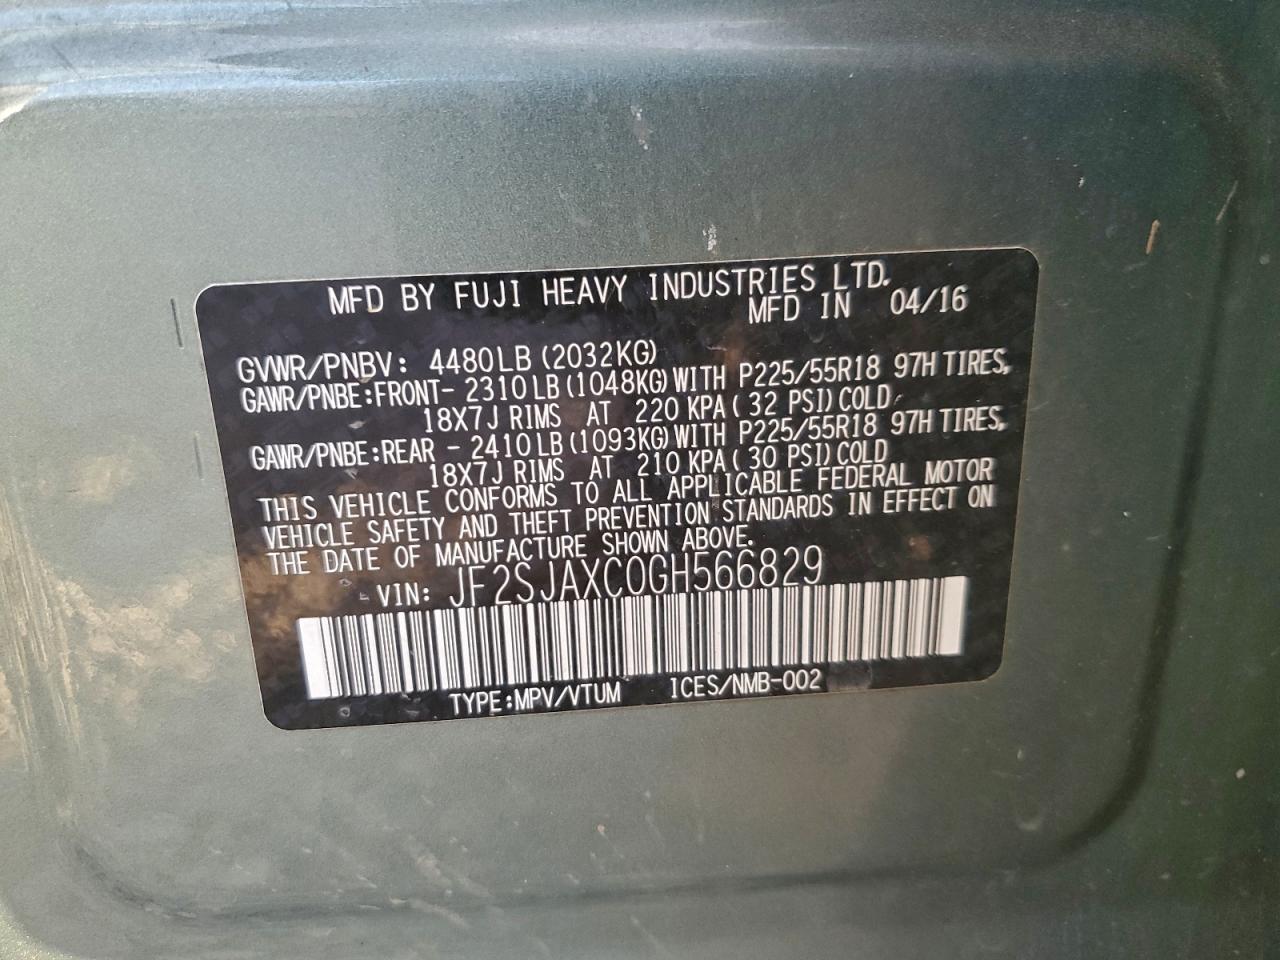 MFD BY FUJI HEAVY INDUSTRIES LTD.
MFD IN 04/16
GVWR/PNBV: 4480LB (2032KG)
GAWR/PNBE:FRONT- 2310LB (1048KG) WITH P225/55R18 97H TIRES,
18X7J RIMS AT 220 KPA (32 PSI) COLD
GAWR/PNBE:REAR - 2410LB (1093KG) WITH P225/55R18 97H TIRES,
18X7J RIMS AT 210 KPA (30 PSI) COLD
THIS VEHICLE CONFORMS TO ALL APPLICABLE FEDERAL MOTOR
VEHICLE SAFETY AND THEFT PREVENTION STANDARDS IN EFFECT ON
THE DATE OF MANUFACTURE SHOWN ABOVE.
VIN: JF2SJAXC0GH566829
TYPE:MPV/VTUM ICES/NMB-002